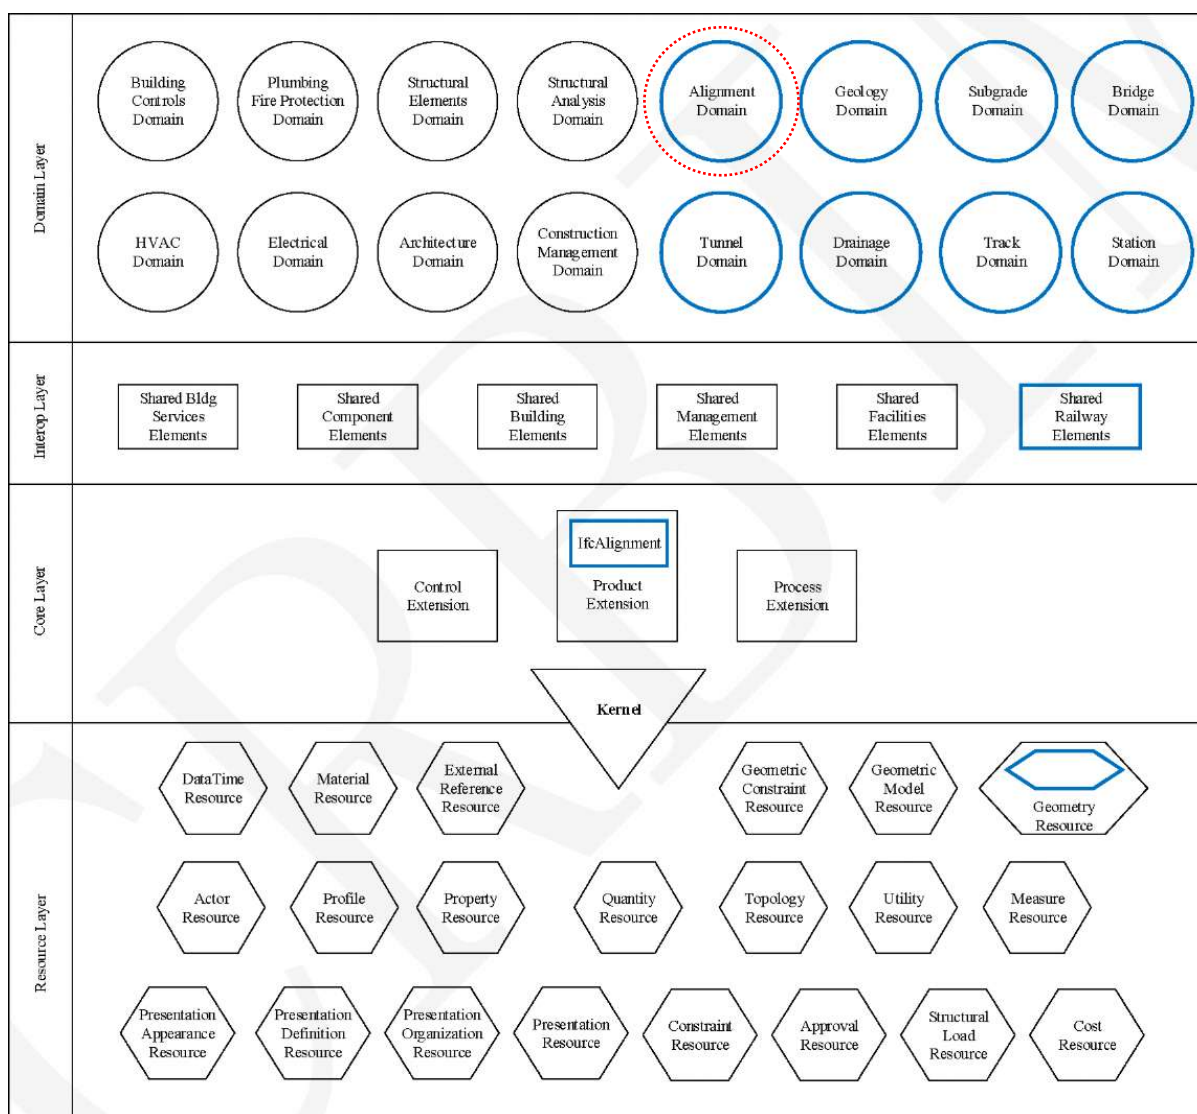 Domain Layer
Building
Controls
Domain
Plumbing
Fire Protection
Domain
Structural
Elements
Domain
Structural
Analysis
Domain
Alignment
Domain
Geology
Domain
Subgrade
Domain
Bridge
Domain
HVAC
Domain
Electrical
Domain
Architecture
Domain
Construction
Management
Domain
Tunnel
Domain
Drainage
Domain
Track
Domain
Station
Domain
Interop Layer
Shared Bldg
Services
Elements
Shared
Component
Elements
Shared
Building
Elements
Shared
Management
Elements
Shared
Facilities
Elements
Shared
Railway
Elements
Core Layer
Control
Extension
IfcAlignment
Product
Extension
Process
Extension
Kernel
Resource Layer
DataTime
Resource
Material
Resource
External
Reference
Resource
Geometric
Constraint
Resource
Geometric
Model
Resource
Geometry
Resource
Actor
Resource
Profile
Resource
Property
Resource
Quantity
Resource
Topology
Resource
Utility
Resource
Measure
Resource
Presentation
Appearance
Resource
Presentation
Definition
Resource
Presentation
Organization
Resource
Presentation
Resource
Constraint
Resource
Approval
Resource
Structural
Load
Resource
Cost
Resource